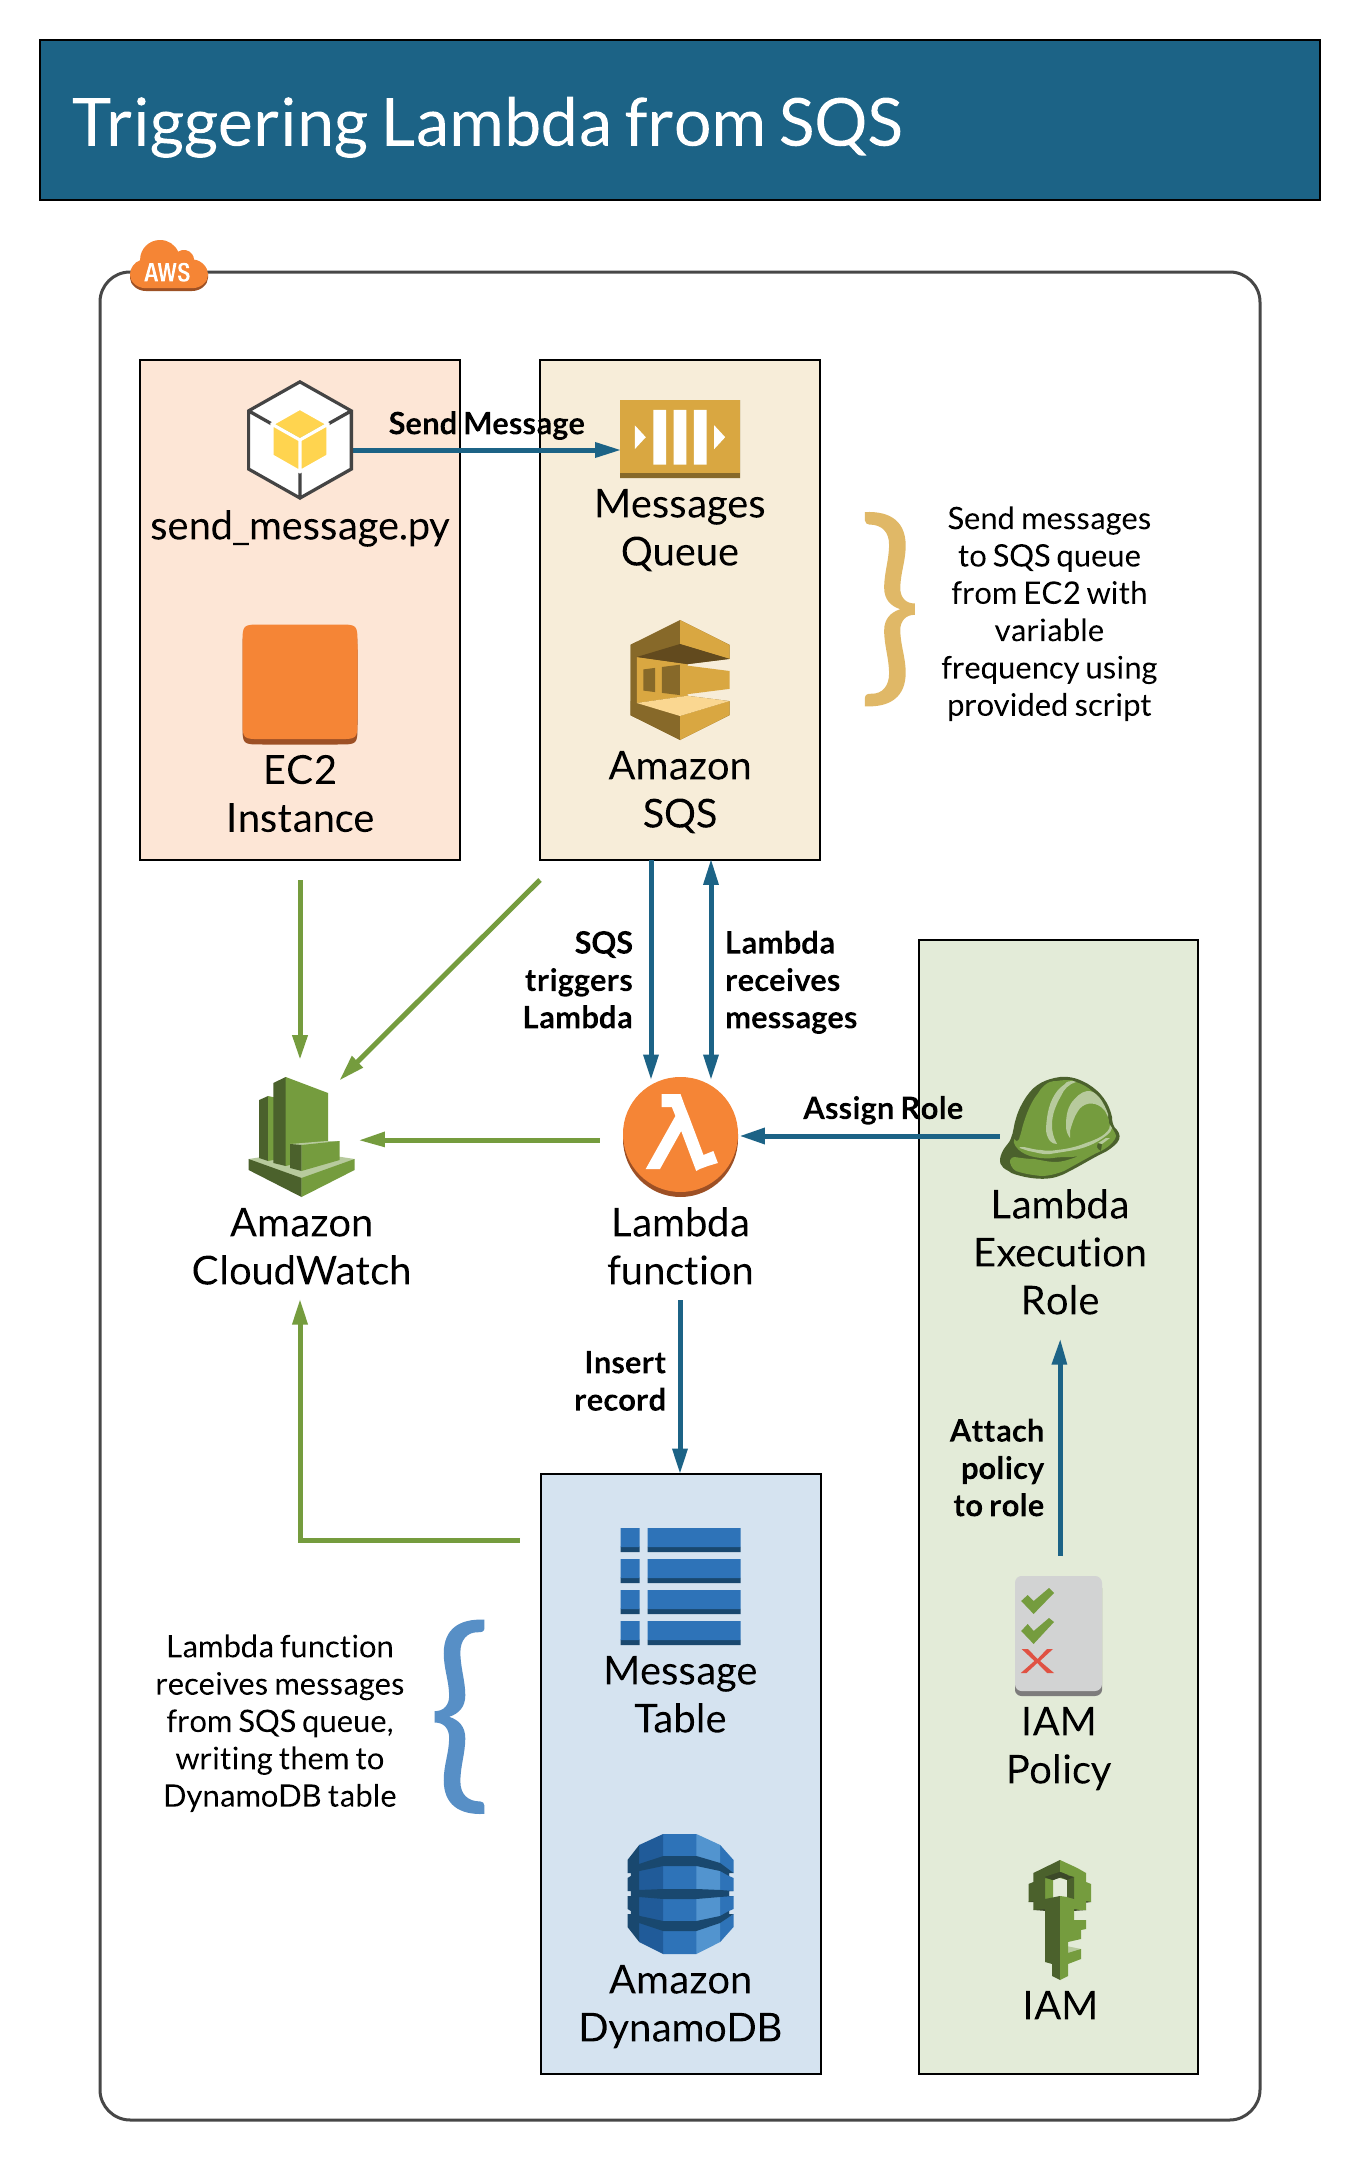 Triggering Lambda from SQS
AWS
Send Message
send_message.py
Messages
Queue
EC2
Instance
Amazon
SQS
Send messages
to SQS queue
from EC2 with
variable
frequency using
provided script
SQS
triggers
Lambda
Lambda
receives
messages
Assign Role
Amazon
CloudWatch
Lambda
function
Lambda
Execution
Role
Insert
record
Attach
policy
to role
Message
Table
IAM
Policy
Lambda function
receives messages
from SQS queue,
writing them to
DynamoDB table
Amazon
DynamoDB
IAM